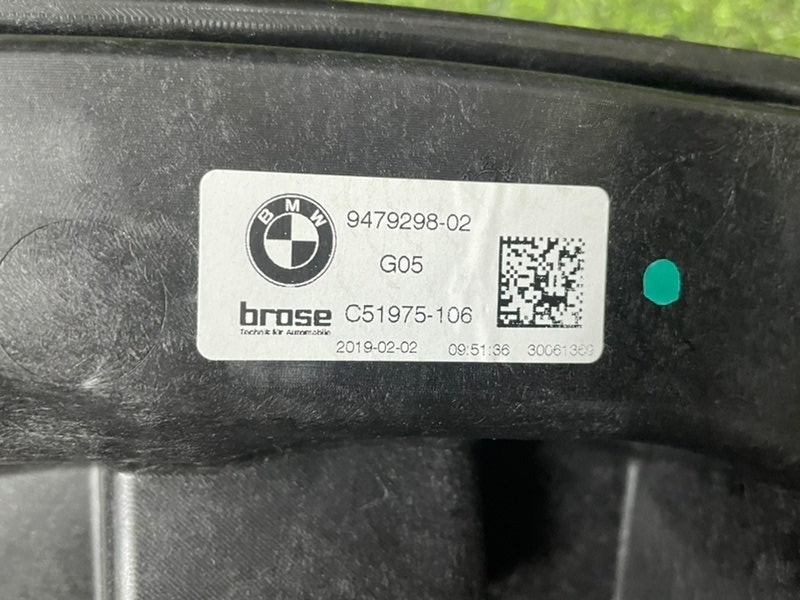 BMW
9479298-02
G05
brose
C51975-106
Technik für Automobile
2019-02-02 09:51:36 30061369